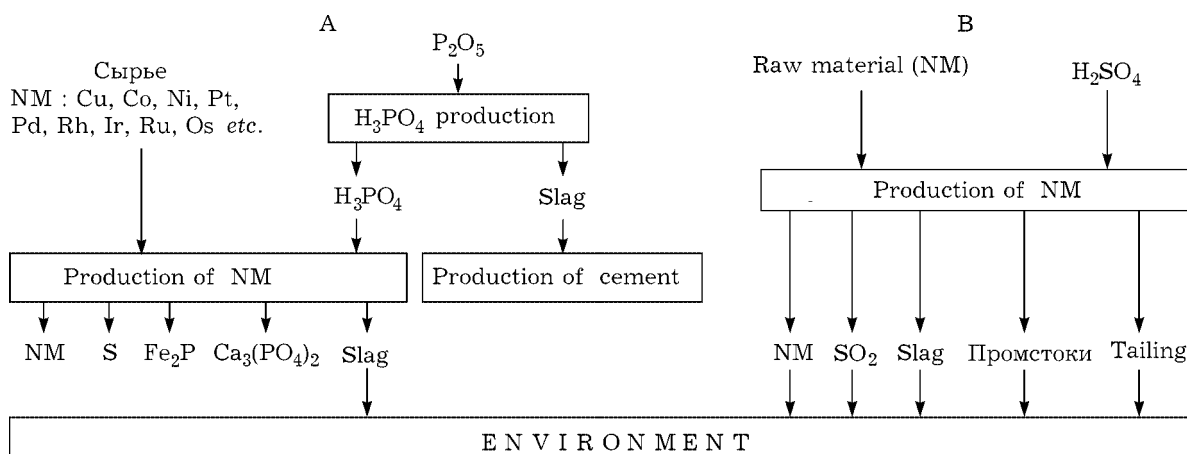 A
P₂O₅
Сырье
NM : Cu, Co, Ni, Pt,
Pd, Rh, Ir, Ru, Os etc.
H₃PO₄ production
H₃PO₄
Slag
Production of NM
Production of cement
NM
S
Fe₂P
Ca₃(PO₄)₂
Slag
B
Raw material (NM)
H₂SO₄
Production of NM
NM
SO₂
Slag
Промстоки
Tailing
ENVIRONMENT